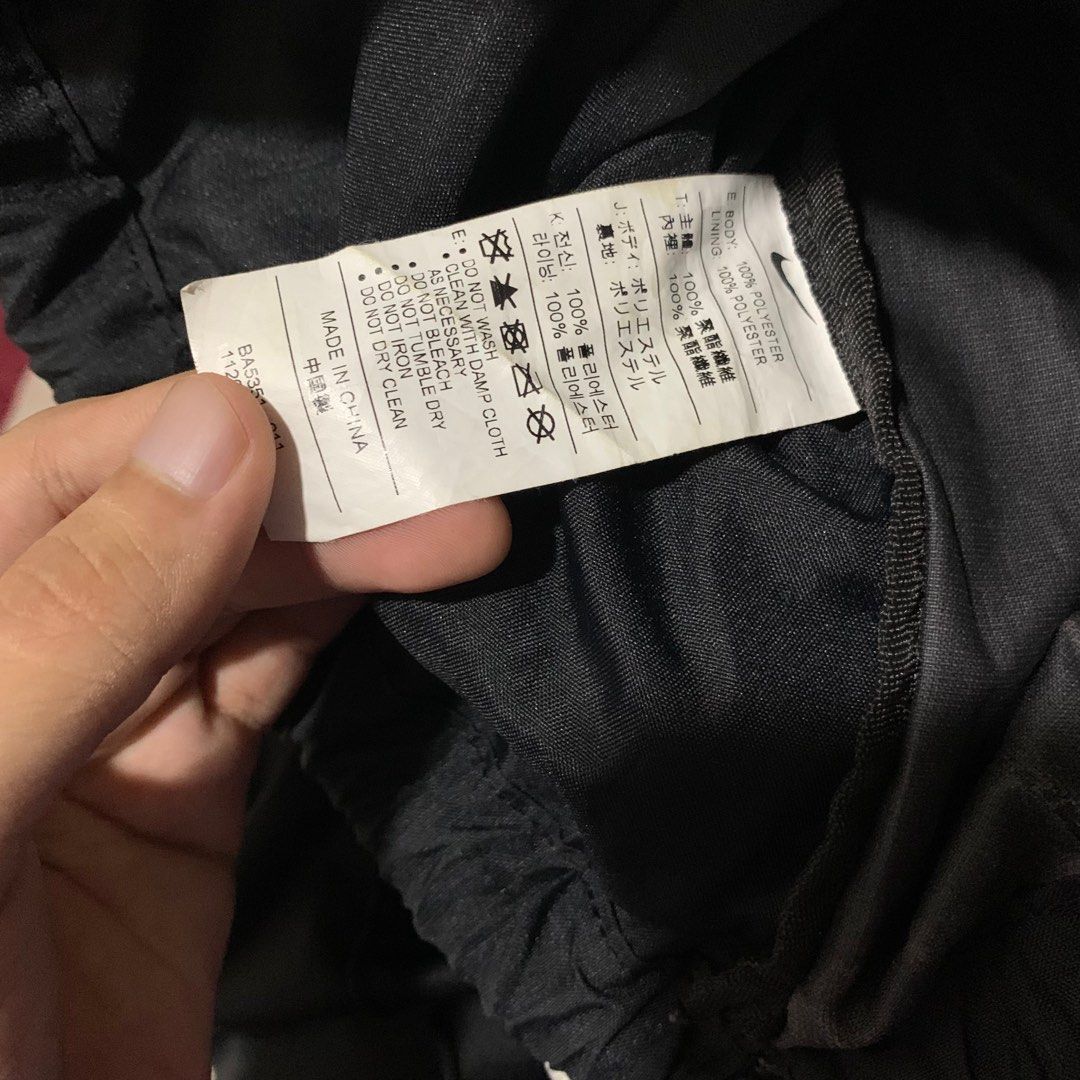 E: BODY: 100% POLYESTER
LINING: 100% POLYESTER
T: 主體: 100% 聚酯纖維
內裡: 100% 聚酯纖維
J: ボディ: ポリエステル
裏地: ポリエステル
K: 전신: 100% 폴리에스터
라이닝: 100% 폴리에스터
E: • DO NOT WASH
• CLEAN WITH DAMP CLOTH
AS NECESSARY
• DO NOT BLEACH
• DO NOT TUMBLE DRY
• DO NOT IRON
• DO NOT DRY CLEAN
MADE IN CHINA
中國製